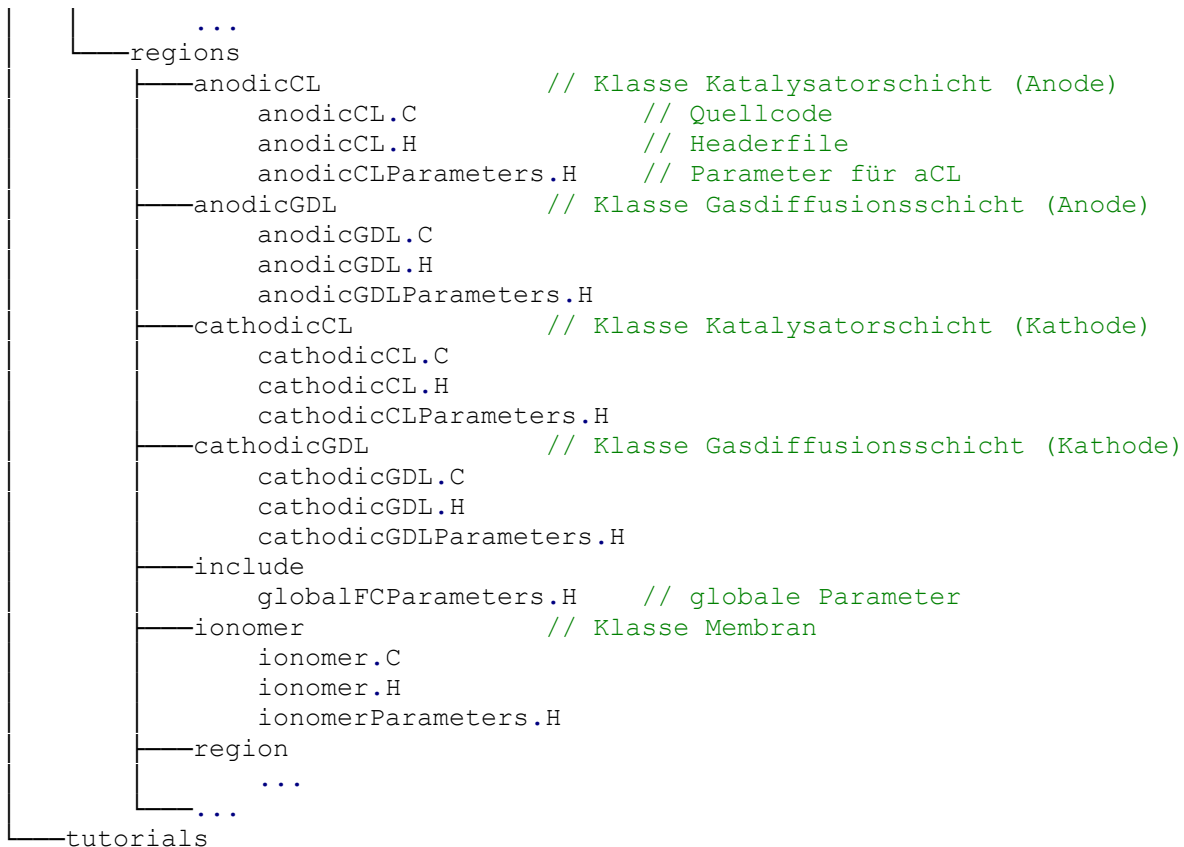 ...
regions
anodicCL // Klasse Katalysatorschicht (Anode)
anodicCL.C // Quellcode
anodicCL.H // Headerfile
anodicCLParameters.H // Parameter für aCL
anodicGDL // Klasse Gasdiffusionsschicht (Anode)
anodicGDL.C
anodicGDL.H
anodicGDLParameters.H
cathodicCL // Klasse Katalysatorschicht (Kathode)
cathodicCL.C
cathodicCL.H
cathodicCLParameters.H
cathodicGDL // Klasse Gasdiffusionsschicht (Kathode)
cathodicGDL.C
cathodicGDL.H
cathodicGDLParameters.H
include
globalFCParameters.H // globale Parameter
ionomer // Klasse Membran
ionomer.C
ionomer.H
ionomerParameters.H
region
...
...
tutorials